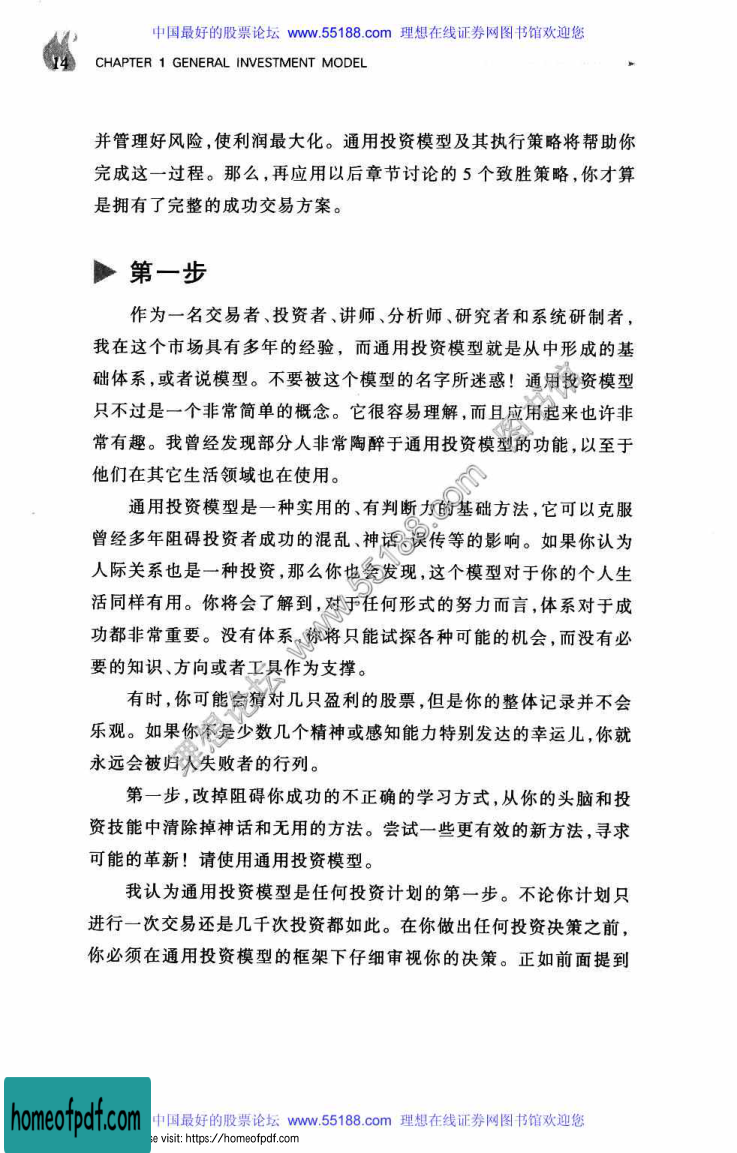 中国最好的股票论坛 www.55188.com 理想在线证券网图书馆欢迎您
14 CHAPTER 1 GENERAL INVESTMENT MODEL
并管理好风险,使利润最大化。通用投资模型及其执行策略将帮助你
完成这一过程。那么,再应用以后章节讨论的 5 个致胜策略,你才算
是拥有了完整的成功交易方案。
第一步
作为一名交易者、投资者、讲师、分析师、研究者和系统研制者,
我在这个市场具有多年的经验，而通用投资模型就是从中形成的基
础体系,或者说模型。不要被这个模型的名字所迷惑！通用投资模型
只不过是一个非常简单的概念。它很容易理解,而且应用起来也许非
常有趣。我曾经发现部分人非常陶醉于通用投资模型的功能,以至于
他们在其它生活领域也在使用。
通用投资模型是一种实用的、有判断力的基础方法,它可以克服
曾经多年阻碍投资者成功的混乱、神话、误传等的影响。如果你认为
人际关系也是一种投资,那么你也会发现,这个模型对于你的个人生
活同样有用。你将会了解到,对于任何形式的努力而言,体系对于成
功都非常重要。没有体系,你将只能试探各种可能的机会,而没有必
要的知识、方向或者工具作为支撑。
有时,你可能会猜对几只盈利的股票,但是你的整体记录并不会
乐观。如果你不是少数几个精神或感知能力特别发达的幸运儿,你就
永远会被归入失败者的行列。
第一步,改掉阻碍你成功的不正确的学习方式,从你的头脑和投
资技能中清除掉神话和无用的方法。尝试一些更有效的新方法,寻求
可能的革新！请使用通用投资模型。
我认为通用投资模型是任何投资计划的第一步。不论你计划只
进行一次交易还是几千次投资都如此。在你做出任何投资决策之前,
你必须在通用投资模型的框架下仔细审视你的决策。正如前面提到
理想论坛 www.55188.com 图书馆
中国最好的股票论坛 www.55188.com 理想在线证券网图书馆欢迎您
homeofpdf.com
se visit: https://homeofpdf.com